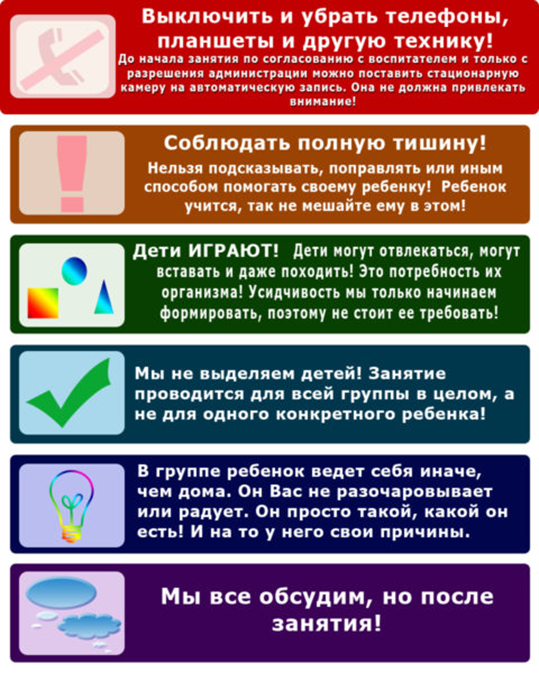 Выключить и убрать телефоны,
планшеты и другую технику!
До начала занятия по согласованию с воспитателем и только с
разрешения администрации можно поставить стационарную
камеру на автоматическую запись. Она не должна привлекать
внимание!
Соблюдать полную тишину!
Нельзя подсказывать, поправлять или иным
способом помогать своему ребенку! Ребенок
учится, так не мешайте ему в этом!
Дети ИГРАЮТ! Дети могут отвлекаться, могут
вставать и даже походить! Это потребность их
организма! Усидчивость мы только начинаем
формировать, поэтому не стоит ее требовать!
Мы не выделяем детей! Занятие
проводится для всей группы в целом, а
не для одного конкретного ребенка!
В группе ребенок ведет себя иначе,
чем дома. Он Вас не разочаровывает
или радует. Он просто такой, какой он
есть! И на то у него свои причины.
Мы все обсудим, но после
занятия!